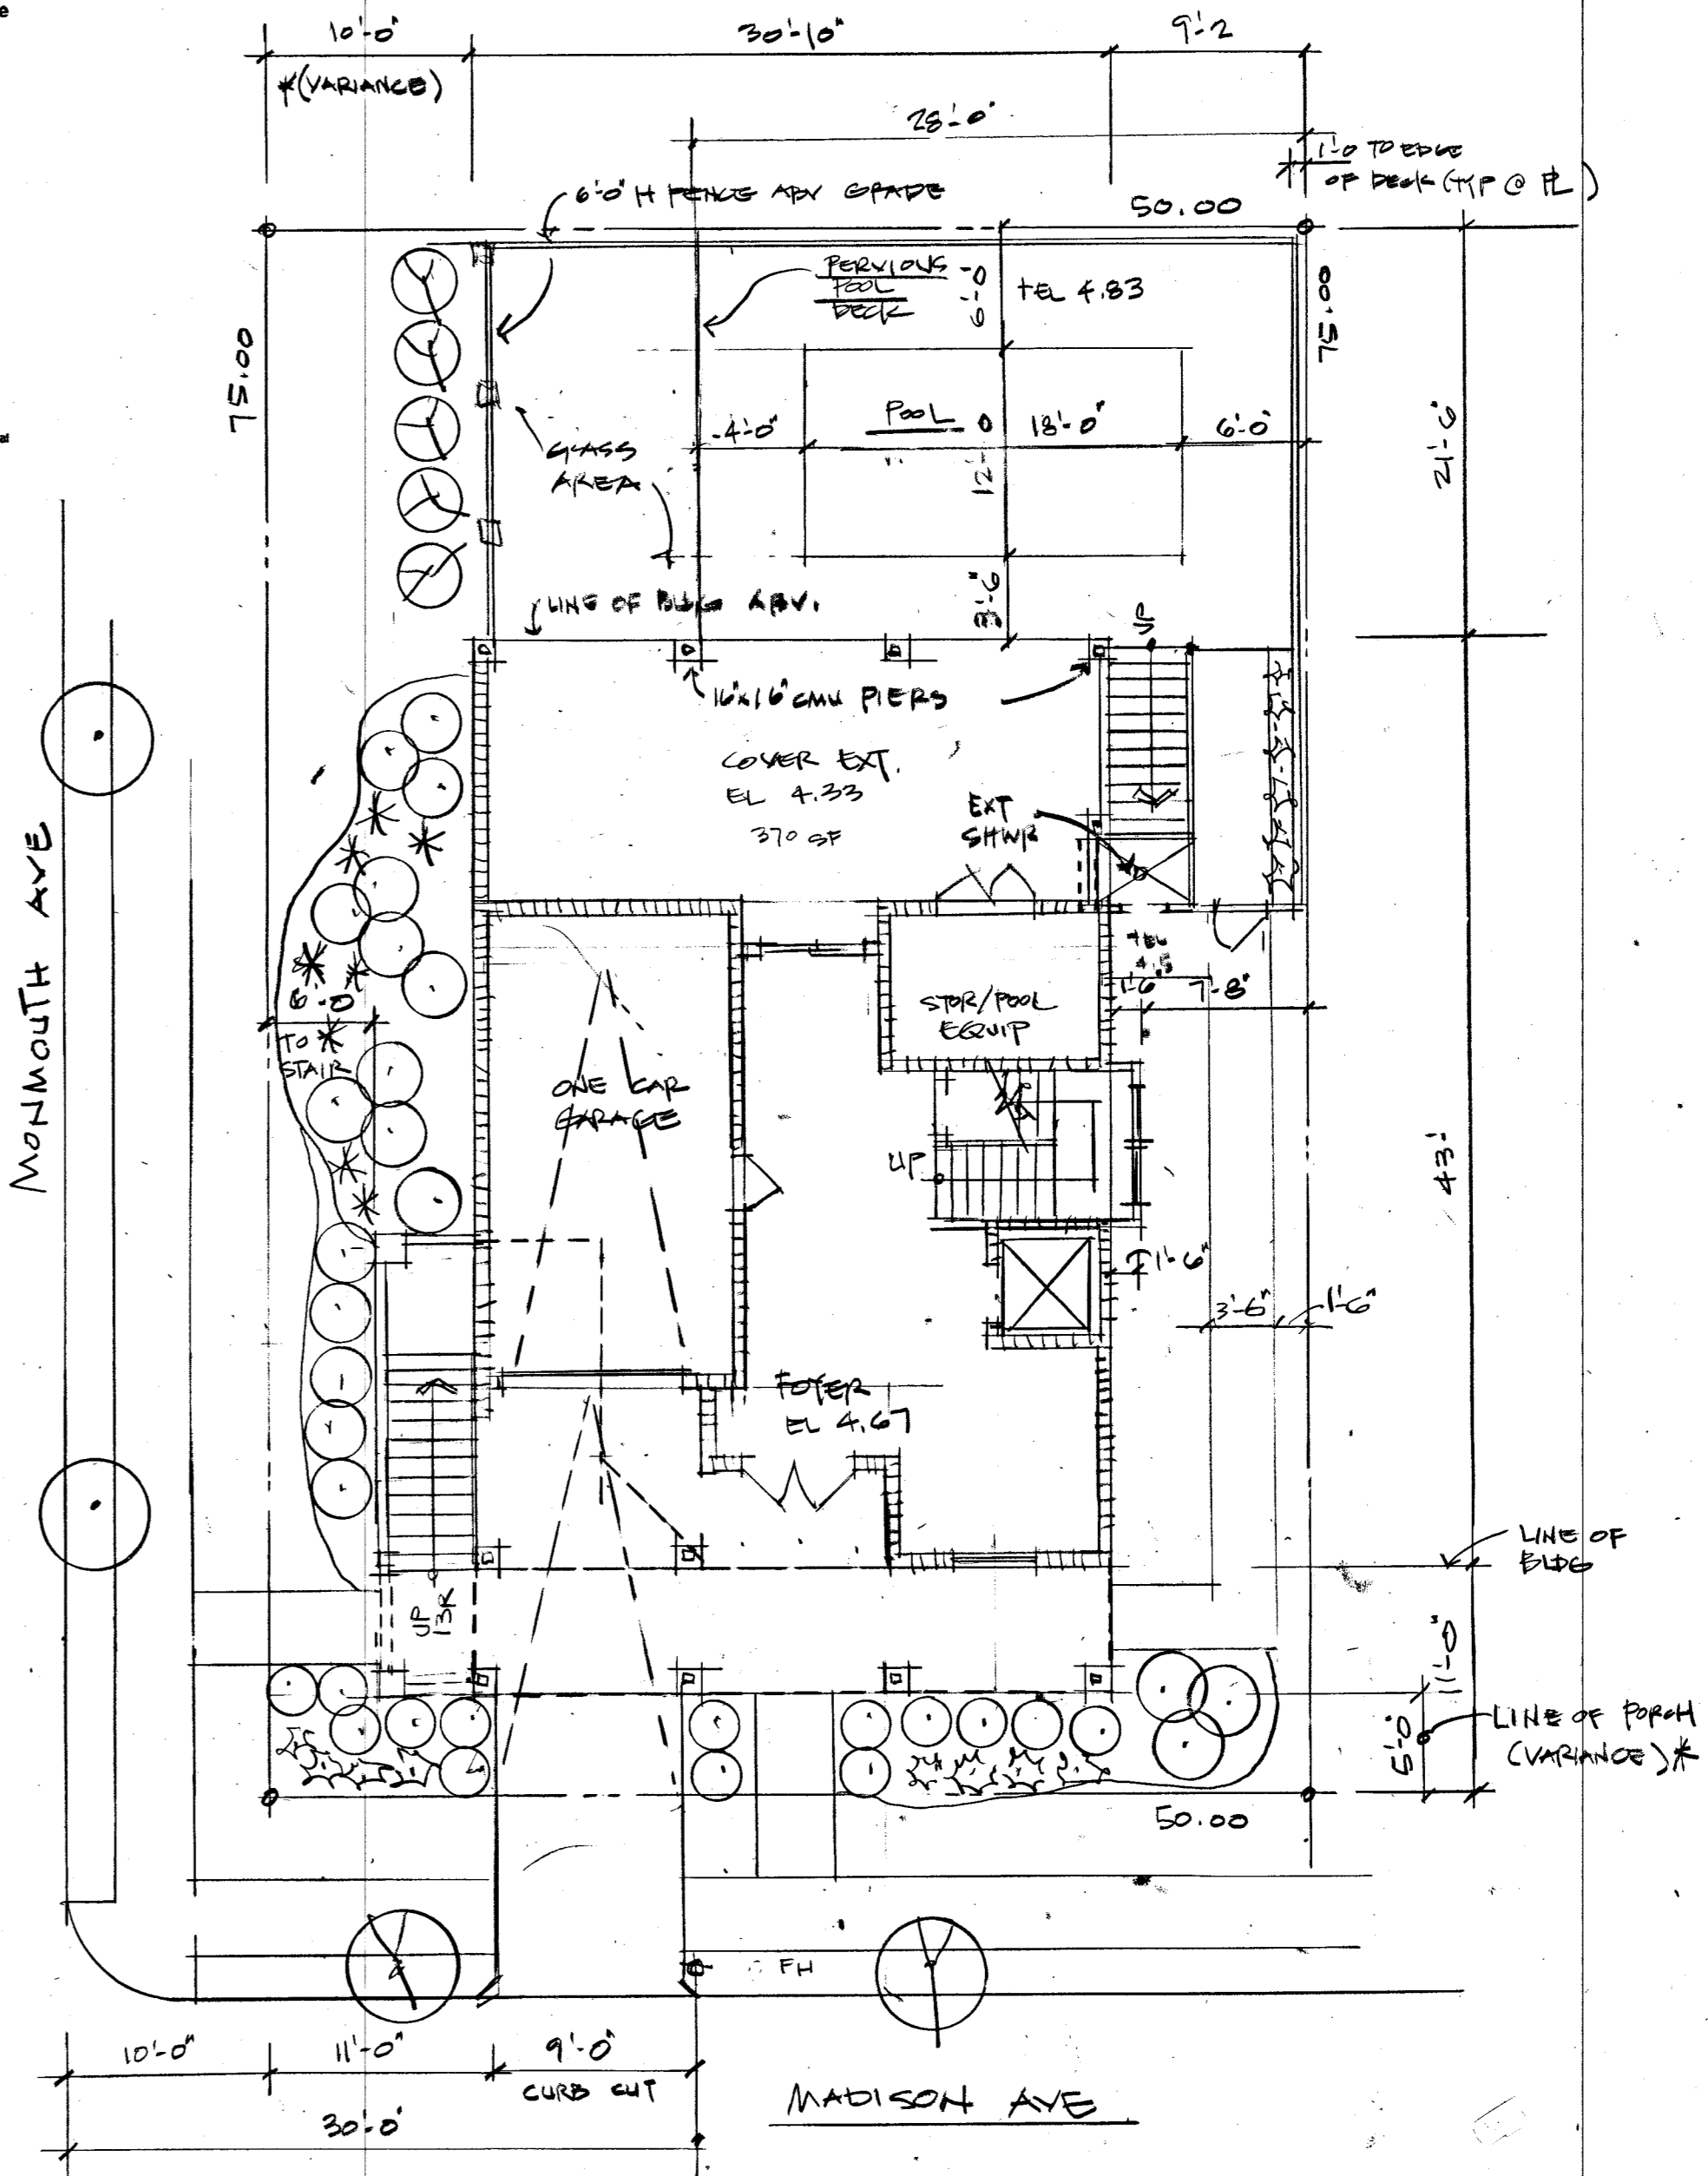 e
10'-0"
30'-10"
9'-2
*(VARIANCE)
28'-0"
1'-0 TO EDGE
OF DECK (TYP @ PL)
6'-0" H FENCE ABV GRADE
50.00
PERVIOUS
POOL
DECK
6'-0
+EL 4.83
75.00
75.00
21'-6"
-4'-0"
POOL
12'-0
18'-0"
6'-0"
GRASS
AREA
3'-6"
LINE OF BLDG ABV.
UP
16"x16" CMU PIERS
COVER EXT.
EL 4.33
370 SF
EXT
SHWR
MONMOUTH AVE
+EL
4.5
1'-6"
7'-8"
STOR/POOL
EQUIP
6'-0
TO
STAIR
ONE CAR
GARAGE
UP
43'-
1'-6"
3'-6"
1'-6"
FOYER
EL 4.67
LINE OF
BLDG
UP
13R
11'-0"
5'-0"
LINE OF PORCH
(VARIANCE)*
50.00
FH
10'-0"
11'-0"
9'-0"
CURB CUT
30'-0"
MADISON AVE